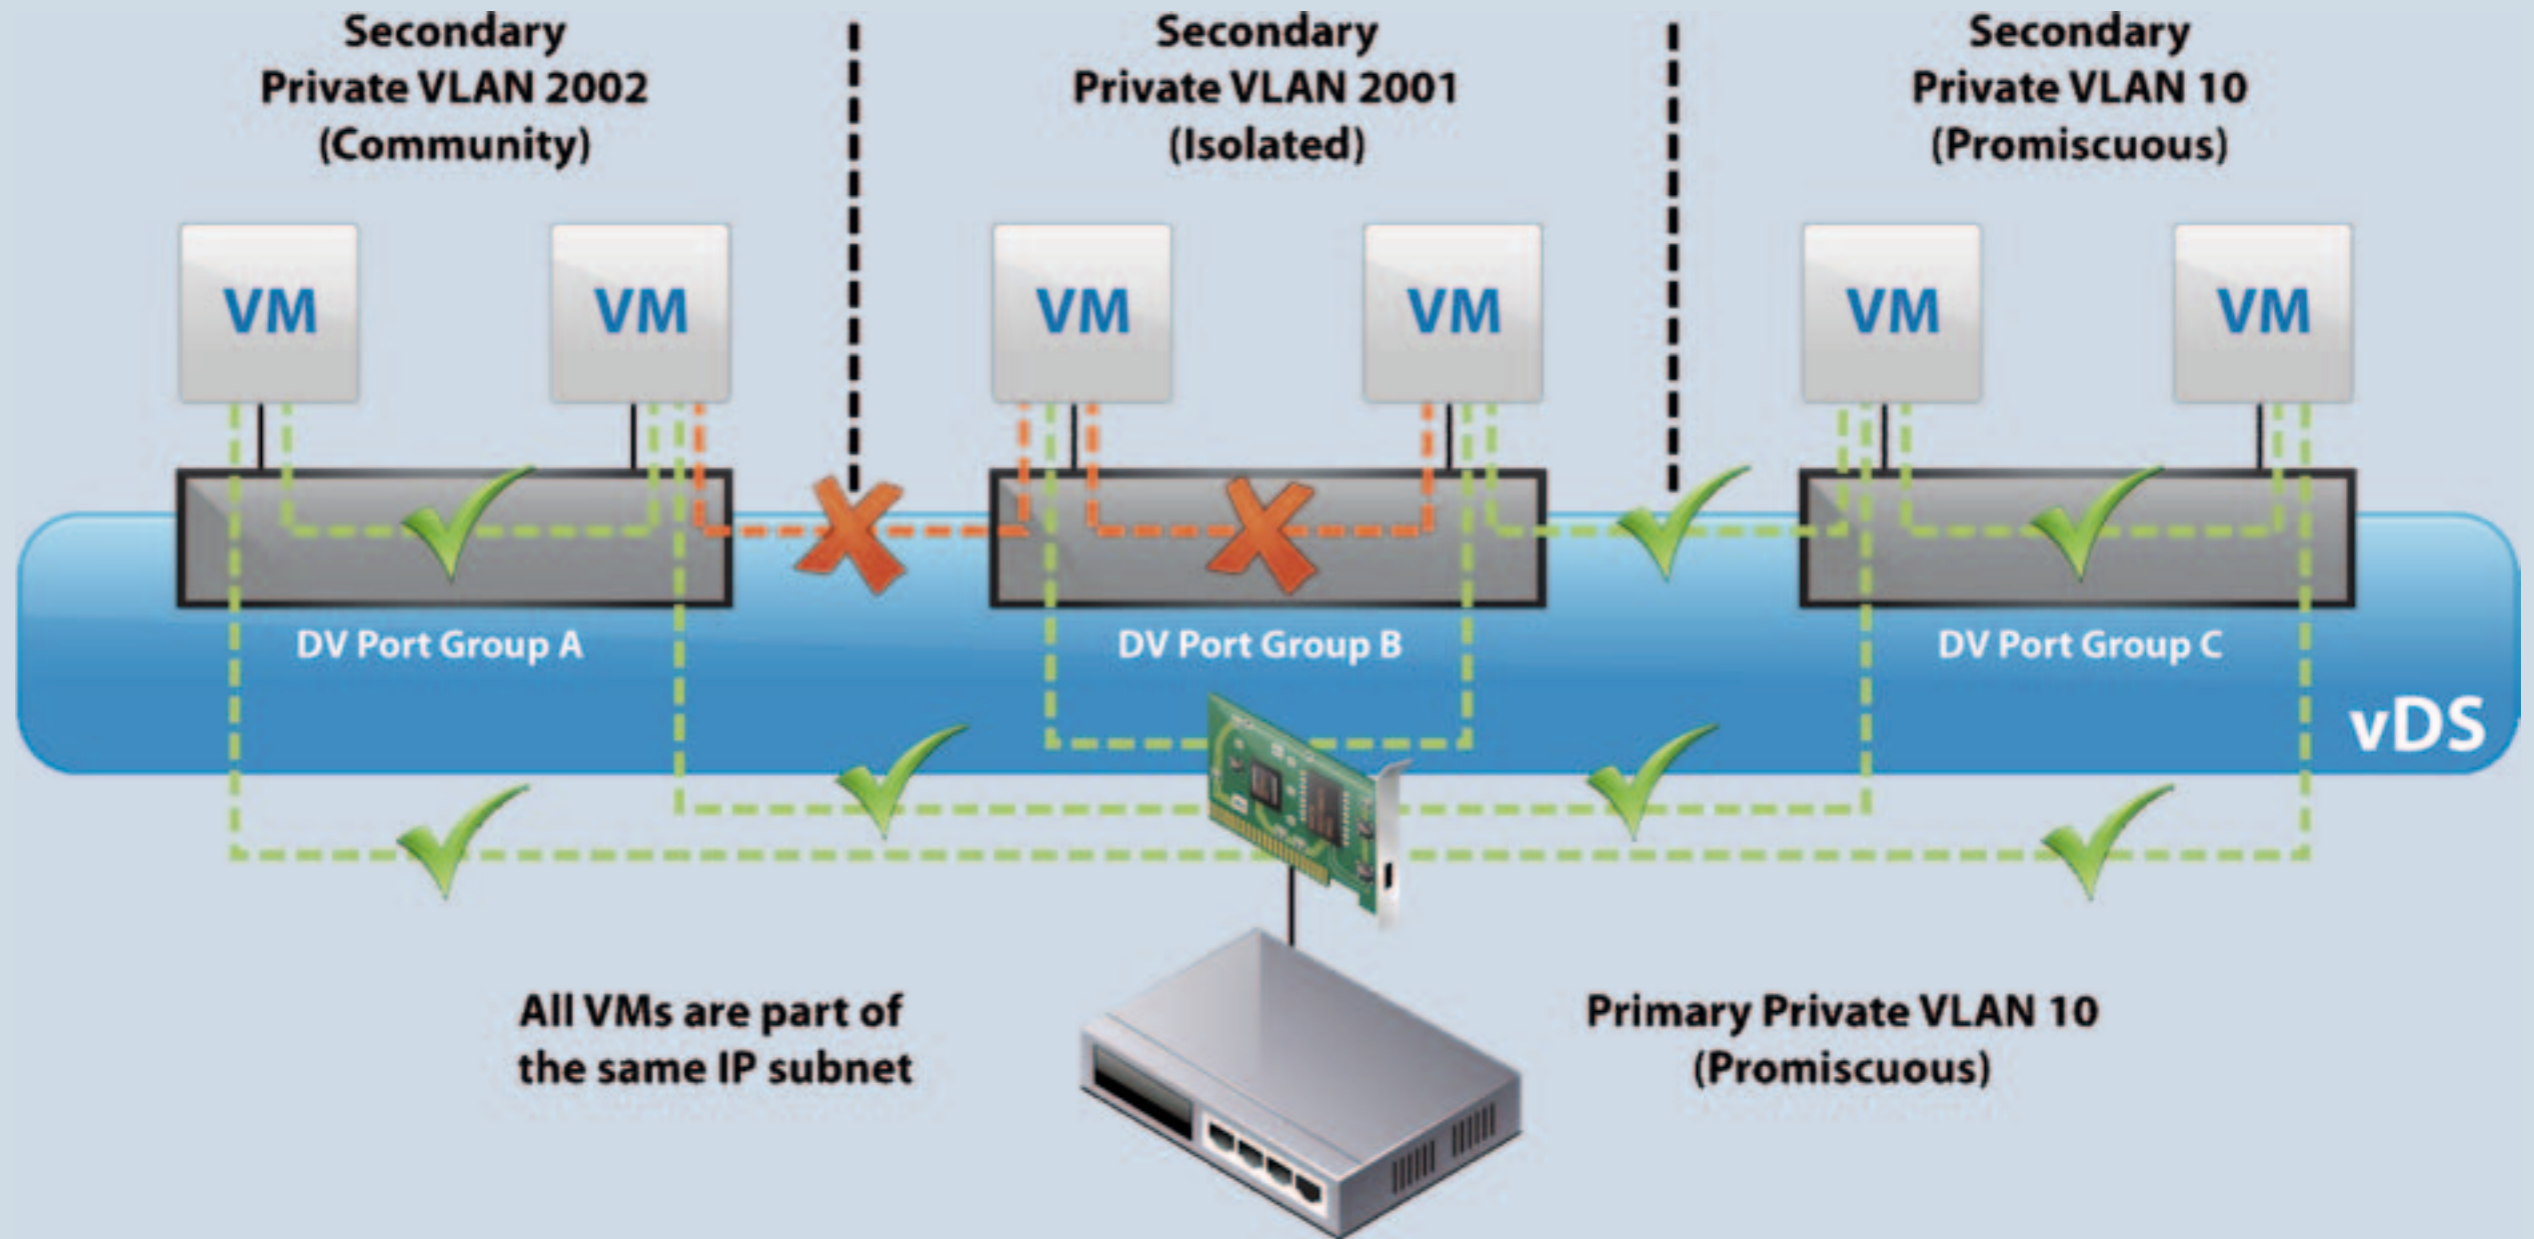 Secondary
Private VLAN 2002
(Community)
Secondary
Private VLAN 2001
(Isolated)
Secondary
Private VLAN 10
(Promiscuous)
VM
VM
VM
VM
VM
VM
DV Port Group A
DV Port Group B
DV Port Group C
vDS
All VMs are part of
the same IP subnet
Primary Private VLAN 10
(Promiscuous)